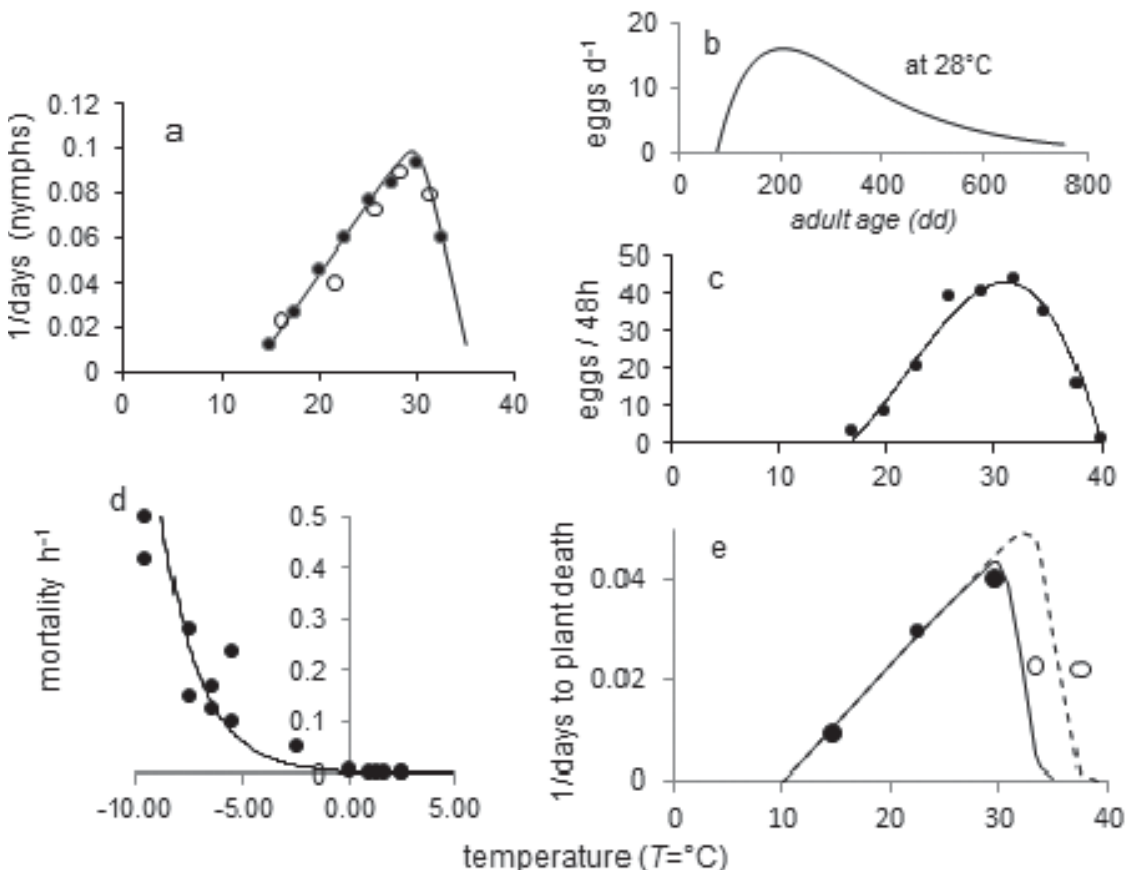 a
1/days (nymphs)
0.12
0.1
0.08
0.06
0.04
0.02
0
0 10 20 30 40
b
at 28°C
eggs d⁻¹
20
10
0
0 200 400 600 800
adult age (dd)
c
eggs / 48h
50
40
30
20
10
0
0 10 20 30 40
d
mortality h⁻¹
0.5
0.4
0.3
0.2
0.1
0
-10.00 -5.00 0.00 5.00
e
1/days to plant death
0.04
0.02
0
0 10 20 30 40
temperature (T=°C)